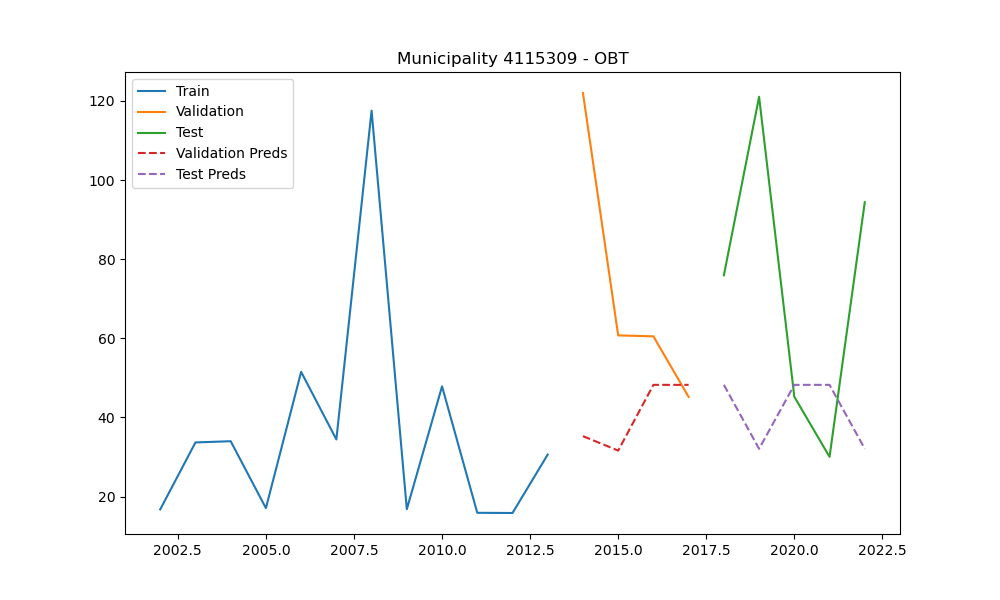 Municipality 4115309 - OBT
Train
Validation
Test
Validation Preds
Test Preds
120
100
80
60
40
20
2002.5 2005.0 2007.5 2010.0 2012.5 2015.0 2017.5 2020.0 2022.5